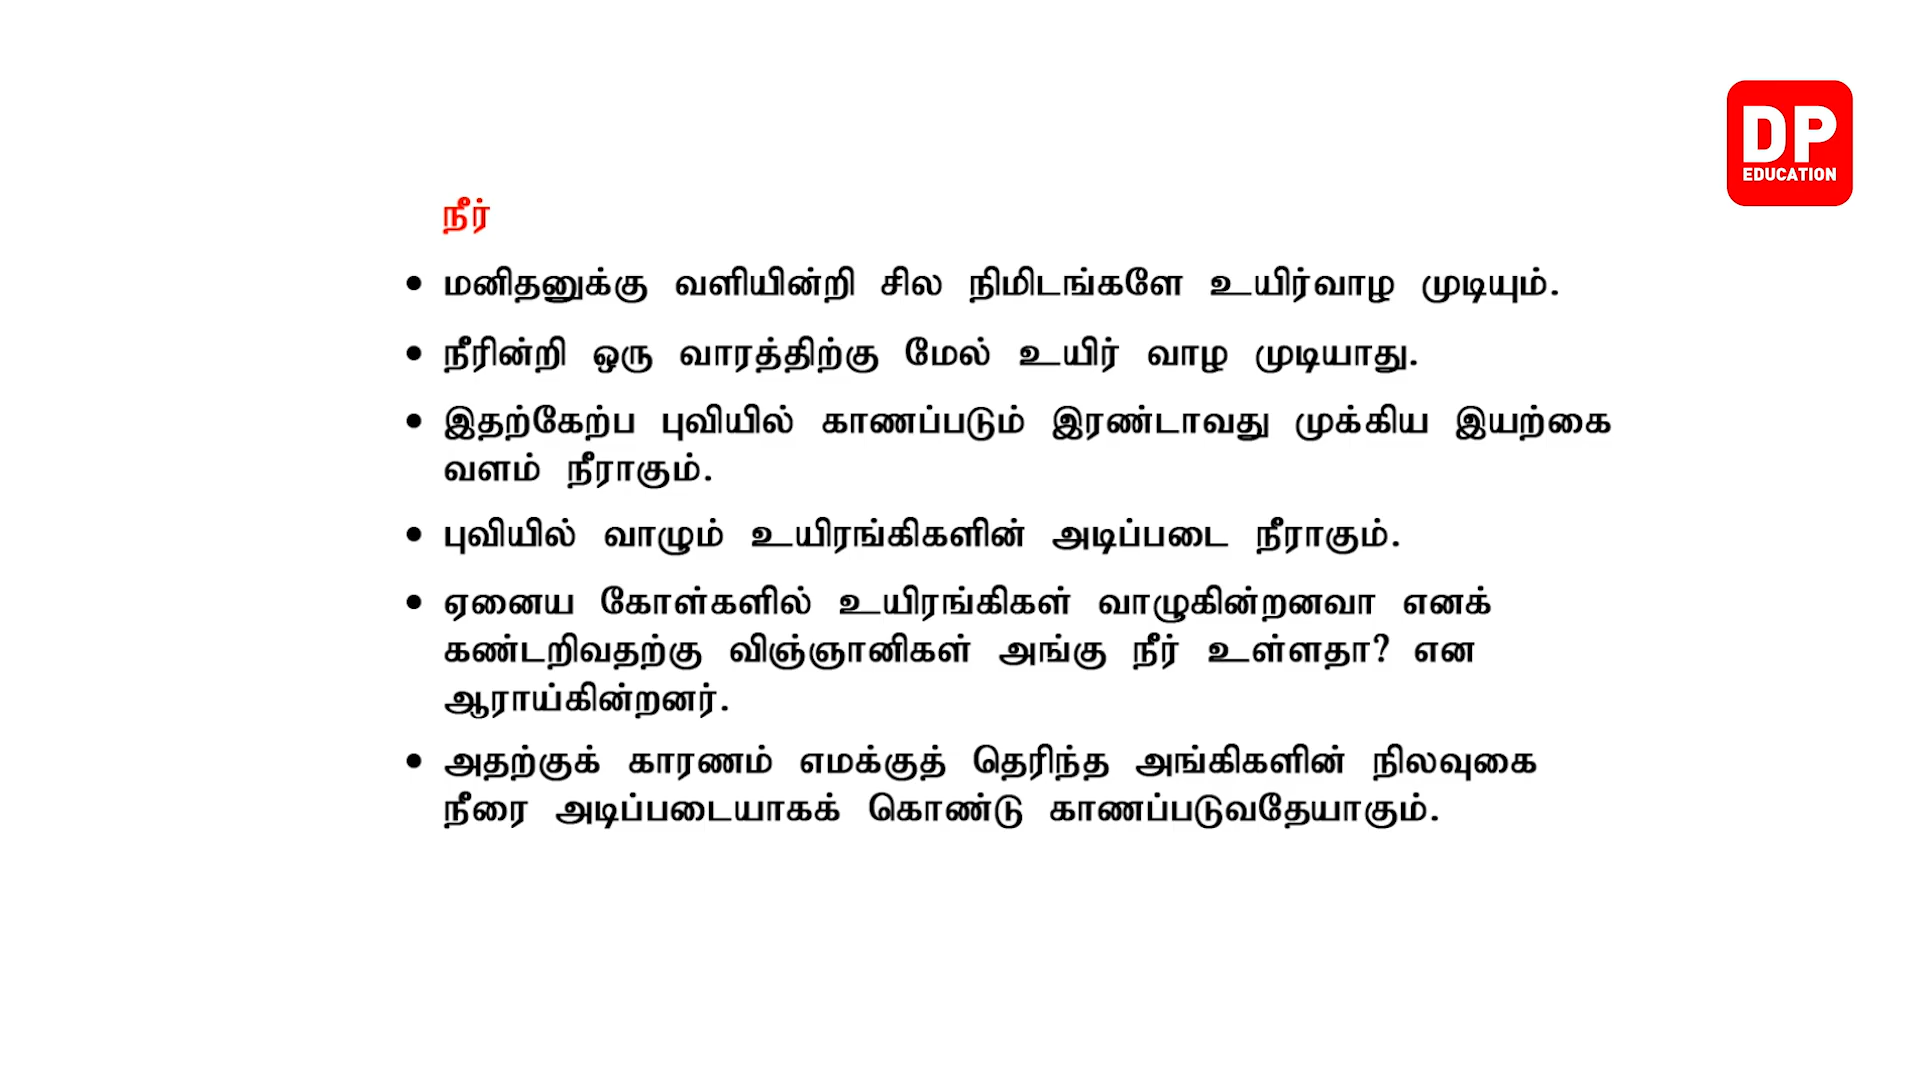 DP
EDUCATION
நீர்
• மனிதனுக்கு வளியின்றி சில நிமிடங்களே உயிர்வாழ முடியும்.
• நீரின்றி ஒரு வாரத்திற்கு மேல் உயிர் வாழ முடியாது.
• இதற்கேற்ப புவியில் காணப்படும் இரண்டாவது முக்கிய இயற்கை
வளம் நீராகும்.
• புவியில் வாழும் உயிரங்கிகளின் அடிப்படை நீராகும்.
• ஏனைய கோள்களில் உயிரங்கிகள் வாழுகின்றனவா எனக்
கண்டறிவதற்கு விஞ்ஞானிகள் அங்கு நீர் உள்ளதா? என
ஆராய்கின்றனர்.
• அதற்குக் காரணம் எமக்குத் தெரிந்த அங்கிகளின் நிலவுகை
நீரை அடிப்படையாகக் கொண்டு காணப்படுவதேயாகும்.